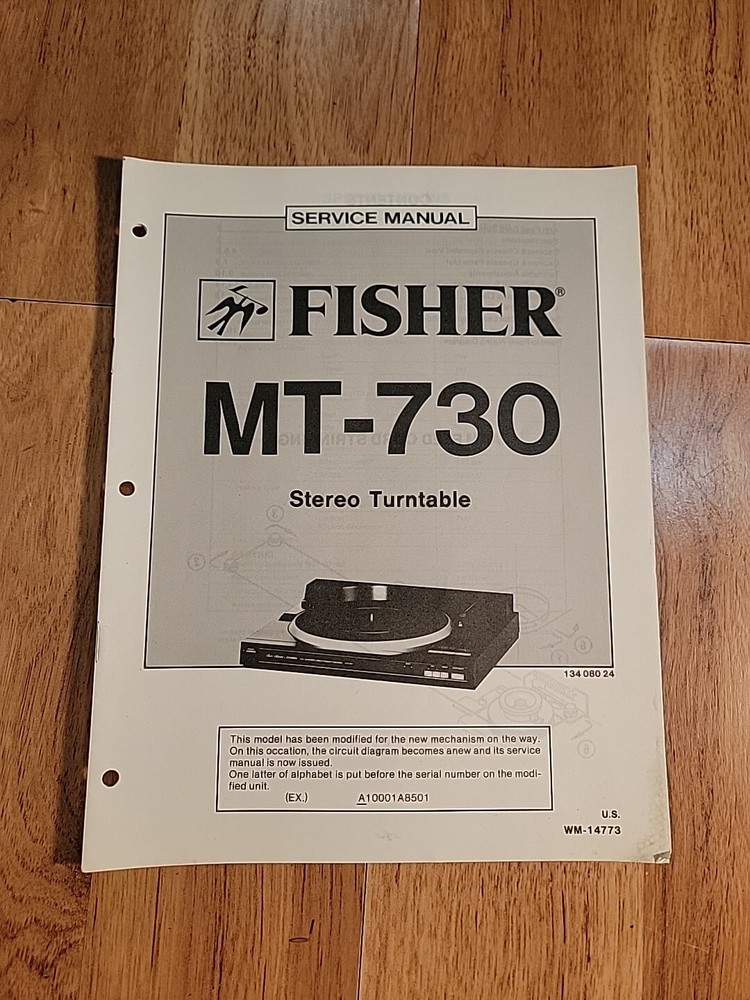 SERVICE MANUAL
FISHER®
MT-730
Stereo Turntable
134 080 24
This model has been modified for the new mechanism on the way.
On this occation, the circuit diagram becomes anew and its service
manual is now issued.
One latter of alphabet is put before the serial number on the modi-
fied unit.
(EX.) A10001A8501
U.S.
WM-14773